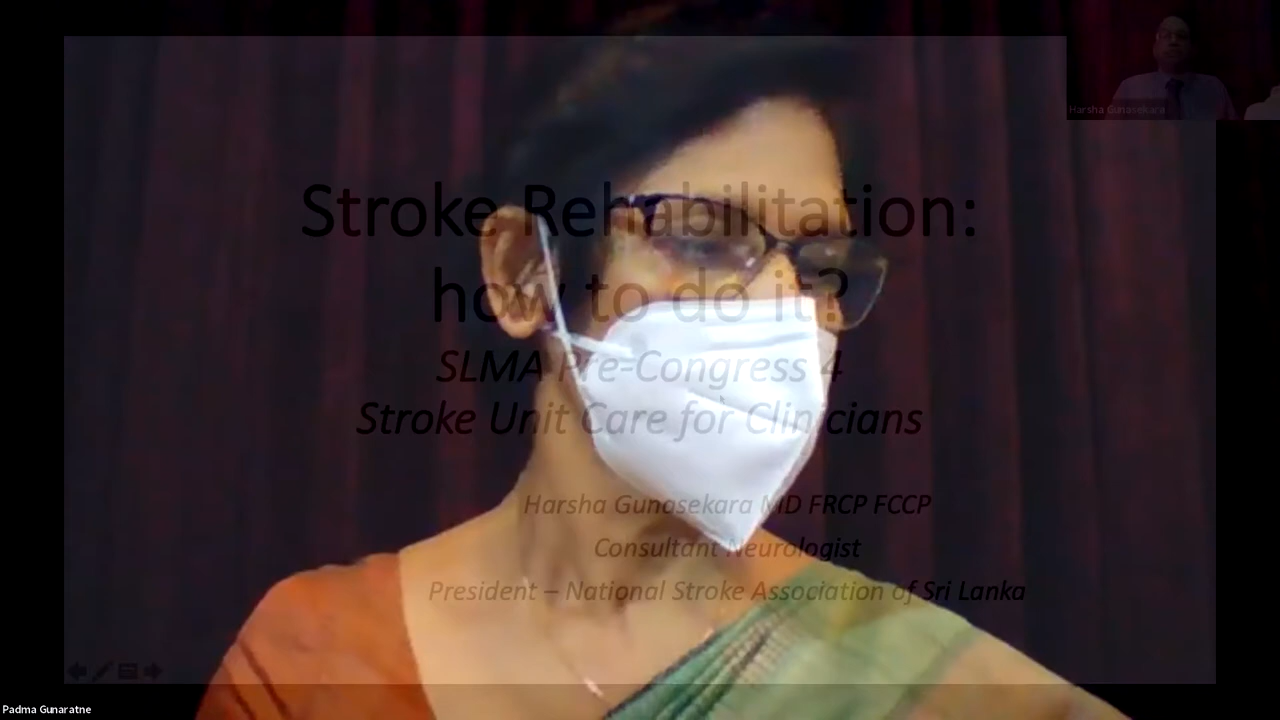 Harsha Gunasekara
Stroke Rehabilitation:
how to do it?
SLMA Pre-Congress 4
Stroke Unit Care for Clinicians
Harsha Gunasekara MD FRCP FCCP
Consultant Neurologist
President – National Stroke Association of Sri Lanka
Padma Gunaratne